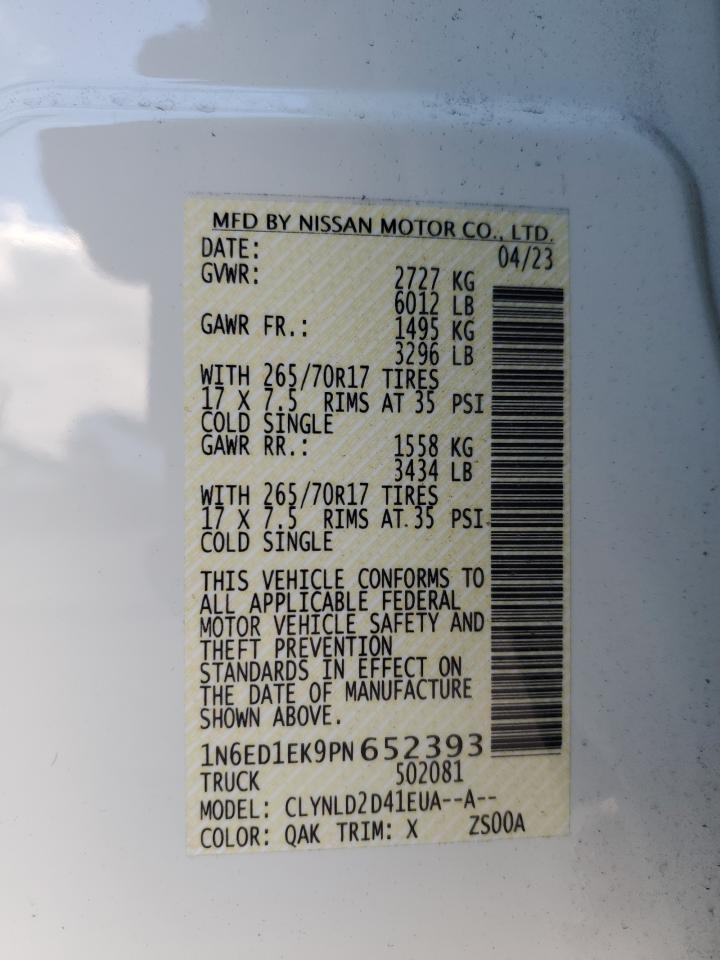 MFD BY NISSAN MOTOR CO., LTD.
DATE: 04/23
GVWR: 2727 KG
6012 LB
GAWR FR.: 1495 KG
3296 LB
WITH 265/70R17 TIRES
17 X 7.5 RIMS AT 35 PSI
COLD SINGLE
GAWR RR.: 1558 KG
3434 LB
WITH 265/70R17 TIRES
17 X 7.5 RIMS AT 35 PSI
COLD SINGLE
THIS VEHICLE CONFORMS TO
ALL APPLICABLE FEDERAL
MOTOR VEHICLE SAFETY AND
THEFT PREVENTION
STANDARDS IN EFFECT ON
THE DATE OF MANUFACTURE
SHOWN ABOVE.
1N6ED1EK9PN652393
TRUCK 502081
MODEL: CLYNLD2D41EUA--A--
COLOR: QAK TRIM: X ZS00A